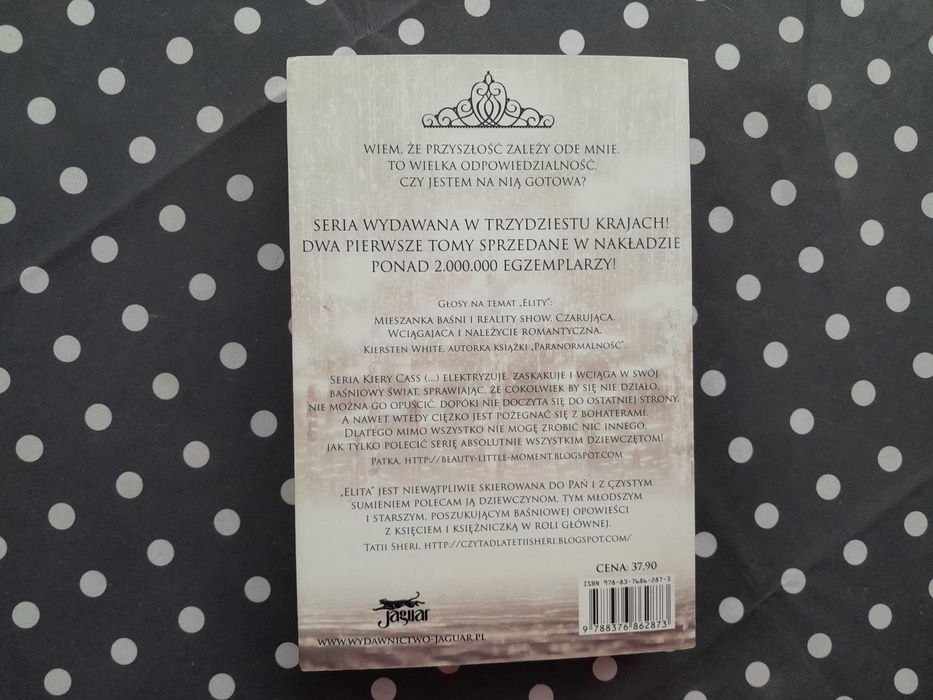 WIEM, ŻE PRZYSZŁOŚĆ ZALEŻY ODE MNIE.
TO WIELKA ODPOWIEDZIALNOŚĆ.
CZY JESTEM NA NIĄ GOTOWA?
SERIA WYDAWANA W TRZYDZIESTU KRAJACH!
DWA PIERWSZE TOMY SPRZEDANE W NAKŁADZIE
PONAD 2.000.000 EGZEMPLARZY!
GŁOSY NA TEMAT „ELITY”:
MIESZANKA BAŚNI I REALITY SHOW. CZARUJĄCA.
WCIĄGAJACA I NALEŻYCIE ROMANTYCZNA.
KIERSTEN WHITE, AUTORKA KSIĄŻKI „PARANORMALNOŚĆ”.
SERIA KIERY CASS (...) ELEKTRYZUJE, ZASKAKUJE I WCIĄGA W SWÓJ
BAŚNIOWY ŚWIAT, SPRAWIAJĄC, ŻE COKOLWIEK BY SIĘ NIE DZIAŁO,
NIE MOŻNA GO OPUŚCIĆ, DOPÓKI NIE DOCZYTA SIĘ DO OSTATNIEJ STRONY.
A NAWET WTEDY CIĘŻKO JEST POŻEGNAĆ SIĘ Z BOHATERAMI.
DLATEGO MIMO WSZYSTKO NIE MOGĘ ZROBIĆ NIC INNEGO,
JAK TYLKO POLECIĆ SERIĘ ABSOLUTNIE WSZYSTKIM DZIEWCZĘTOM!
PATKA, HTTP://BEAUTY-LITTLE-MOMENT.BLOGSPOT.COM
„ELITA” JEST NIEWĄTPLIWIE SKIEROWANA DO PAŃ I Z CZYSTYM
SUMIENIEM POLECAM JĄ DZIEWCZYNOM, TYM MŁODSZYM
I STARSZYM, POSZUKUJĄCYM BAŚNIOWEJ OPOWIEŚCI
Z KSIĘCIEM I KSIĘŻNICZKĄ W ROLI GŁÓWNEJ.
TATII SHERI, HTTP://CZYTADLATETIISHERI.BLOGSPOT.COM/
CENA: 37,90
ISBN 978-83-7686-287-3
9 788376 862873
jaguar
WWW.WYDAWNICTWO-JAGUAR.PL